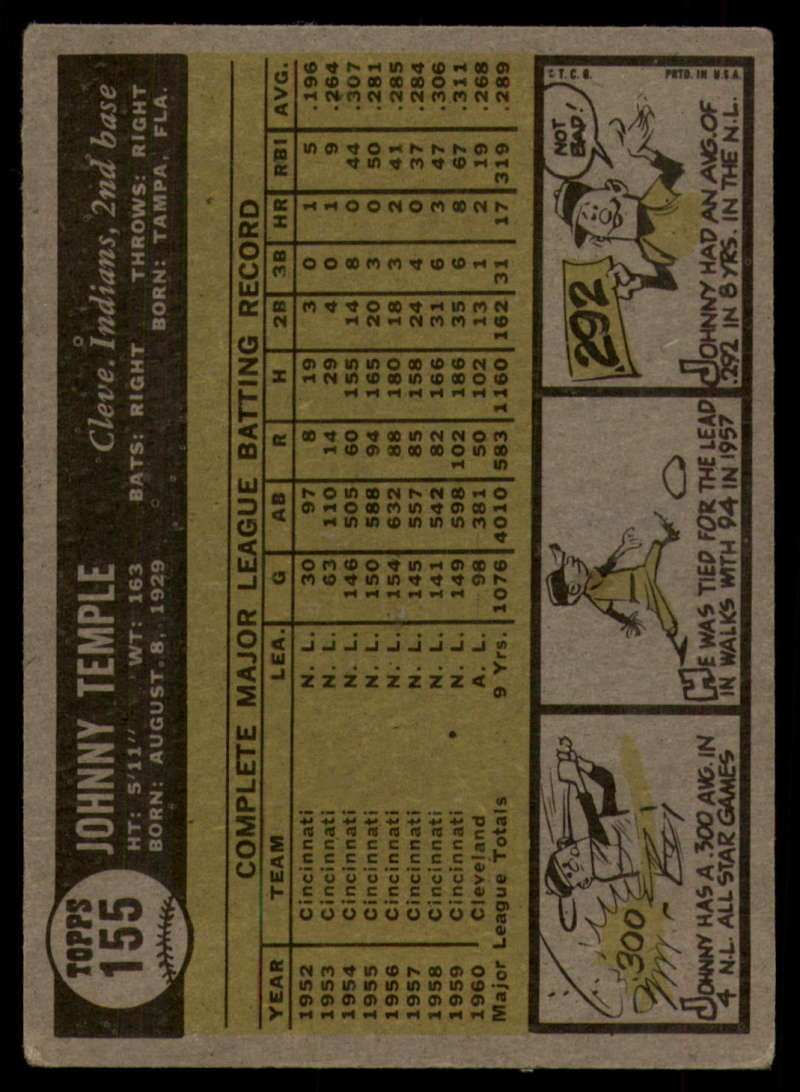 TOPPS
155
JOHNNY TEMPLE Cleve. Indians, 2nd base
HT: 5'11" WT: 163 BATS: RIGHT THROWS: RIGHT
BORN: AUGUST 8, 1929 BORN: TAMPA, FLA.
COMPLETE MAJOR LEAGUE BATTING RECORD
YEAR TEAM LEA. G AB R H 2B 3B HR RBI AVG.
1952 Cincinnati N. L. 30 97 8 19 3 0 1 5 .196
1953 Cincinnati N. L. 63 110 14 29 4 0 1 9 .264
1954 Cincinnati N. L. 146 505 60 155 14 8 0 44 .307
1955 Cincinnati N. L. 150 588 94 165 20 3 0 50 .281
1956 Cincinnati N. L. 154 632 88 180 18 3 2 41 .285
1957 Cincinnati N. L. 145 557 85 158 24 4 0 37 .284
1958 Cincinnati N. L. 141 542 82 166 31 6 3 47 .306
1959 Cincinnati N. L. 149 598 102 186 35 6 8 67 .311
1960 Cleveland A. L. 98 381 50 102 13 1 2 19 .268
Major League Totals 9 Yrs. 1076 4010 583 1160 162 31 17 319 .289
.300
JOHNNY HAS A .300 AVG. IN
4 N.L. ALL STAR GAMES
HE WAS TIED FOR THE LEAD
IN WALKS WITH 94 IN 1957
© T. C. G. PRTD. IN U.S.A.
NOT
BAD!
292
JOHNNY HAD AN AVG. OF
.292 IN 8 YRS. IN THE N.L.